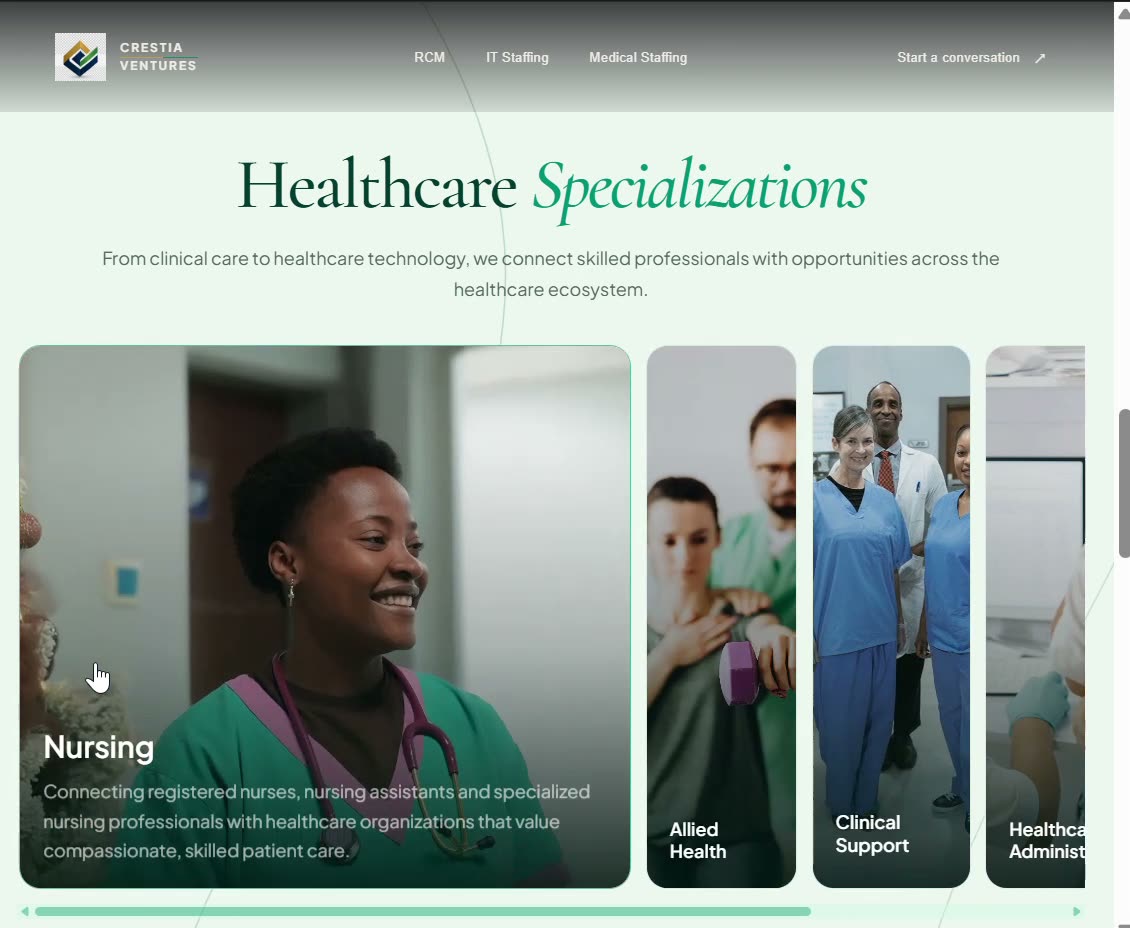 CRESTIA
VENTURES
RCM
IT Staffing
Medical Staffing
Start a conversation ↗
Healthcare Specializations
From clinical care to healthcare technology, we connect skilled professionals with opportunities across the
healthcare ecosystem.
Nursing
Connecting registered nurses, nursing assistants and specialized
nursing professionals with healthcare organizations that value
compassionate, skilled patient care.
Allied
Health
Clinical
Support
Healthca
Administ